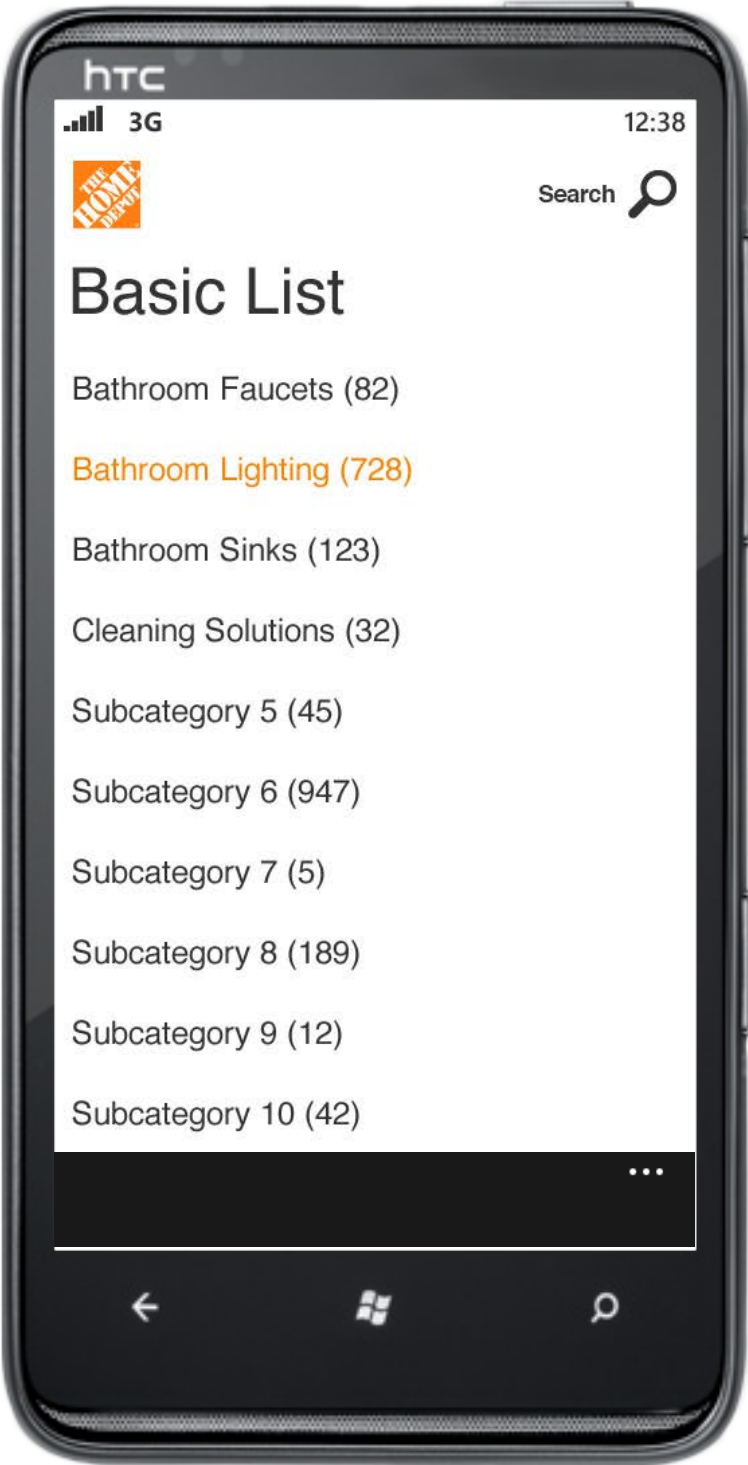 hTC
3G
12:38
THE
HOME
DEPOT
Search
Basic List
Bathroom Faucets (82)
Bathroom Lighting (728)
Bathroom Sinks (123)
Cleaning Solutions (32)
Subcategory 5 (45)
Subcategory 6 (947)
Subcategory 7 (5)
Subcategory 8 (189)
Subcategory 9 (12)
Subcategory 10 (42)
...